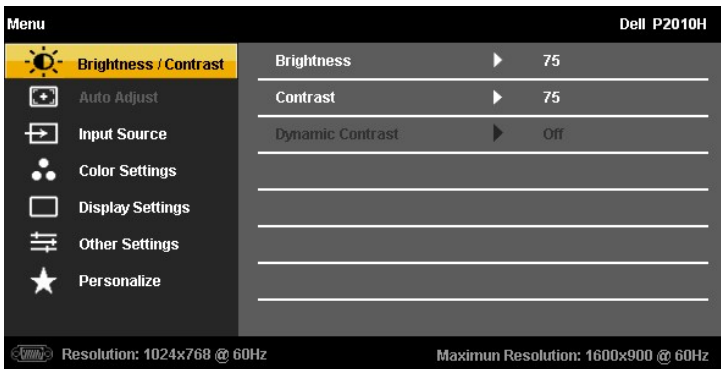 Menu Dell P2010H
Brightness / Contrast Brightness 75
Auto Adjust Contrast 75
Input Source Dynamic Contrast Off
Color Settings
Display Settings
Other Settings
Personalize
Resolution: 1024x768 @ 60Hz Maximun Resolution: 1600x900 @ 60Hz